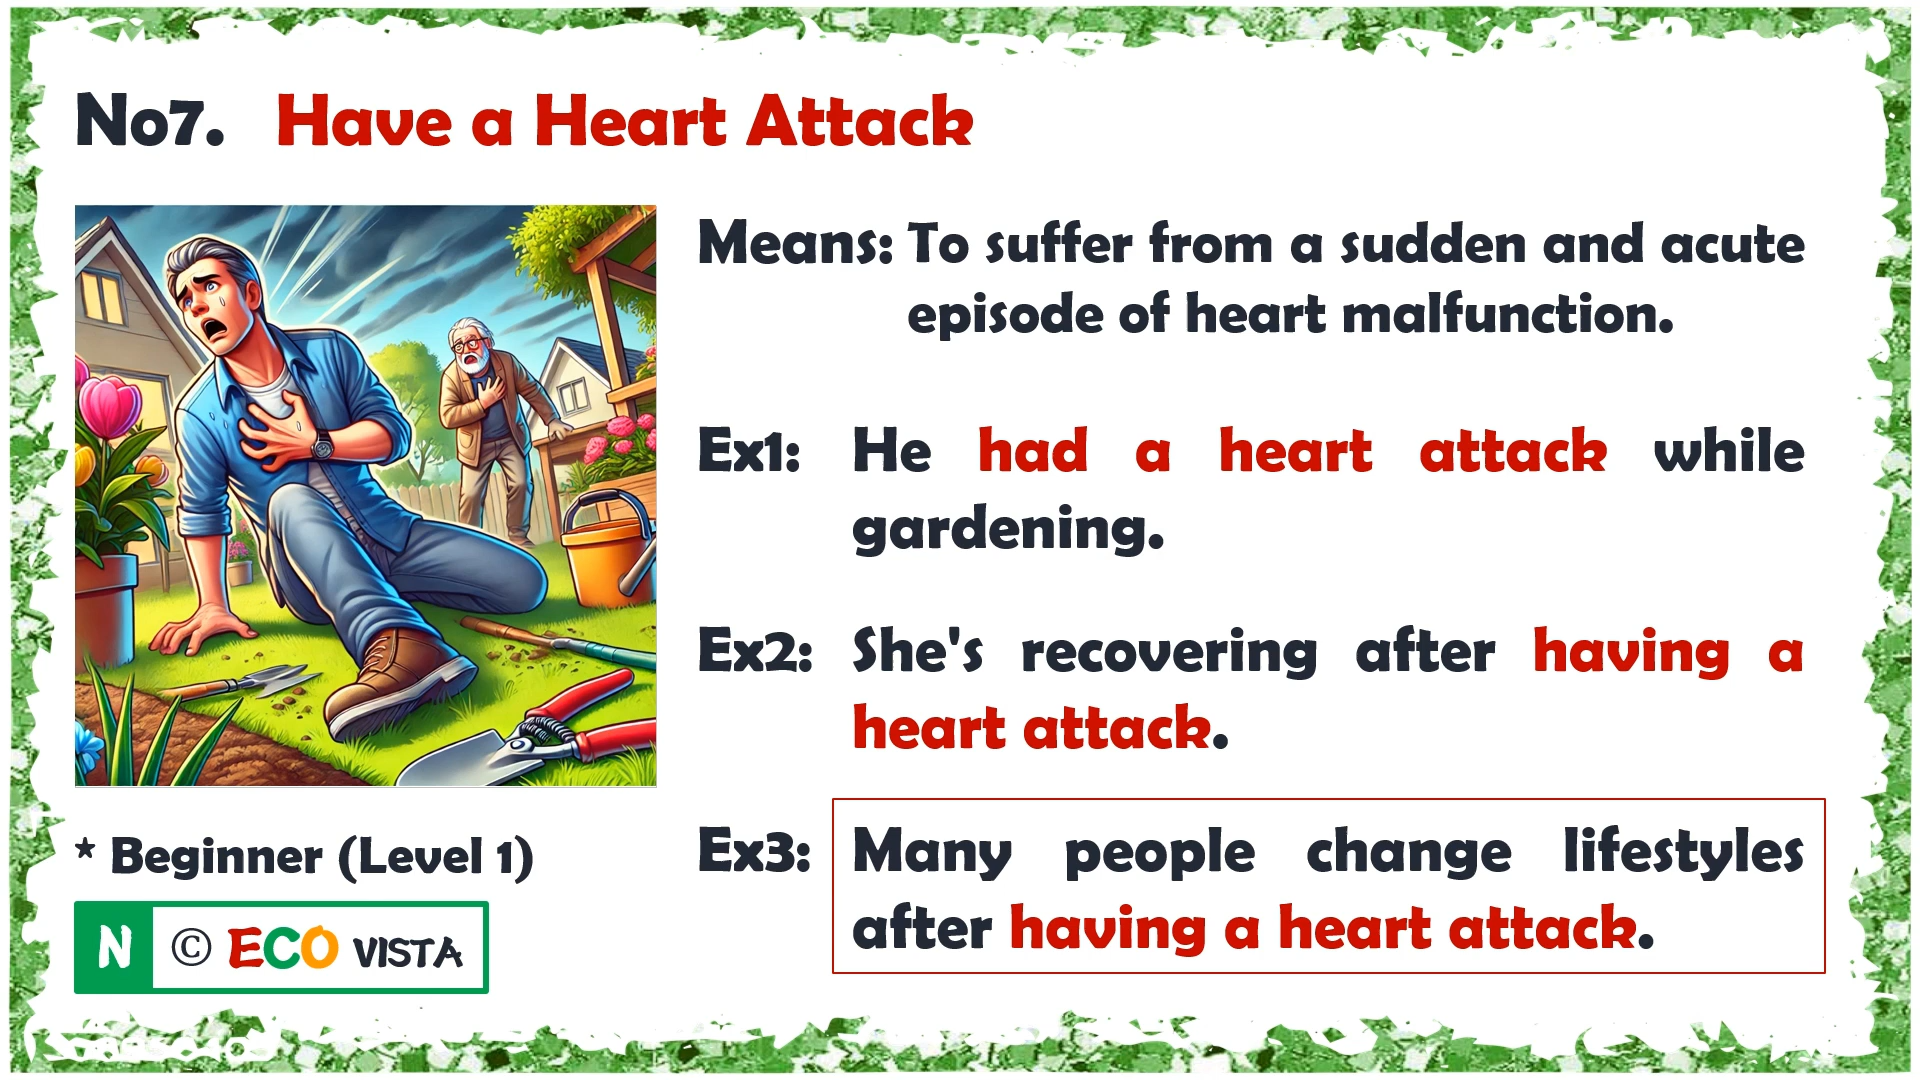 No7. Have a Heart Attack
Means: To suffer from a sudden and acute
episode of heart malfunction.
Ex1: He had a heart attack while
gardening.
Ex2: She's recovering after having a
heart attack.
Ex3: Many people change lifestyles
after having a heart attack.
* Beginner (Level 1)
N © ECO VISTA